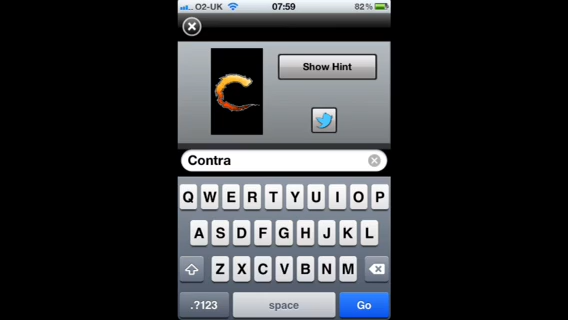 O2-UK 07:59 82%
Show Hint
C
Contra
Q W E R T Y U I O P
A S D F G H J K L
Z X C V B N M
.?123 space Go